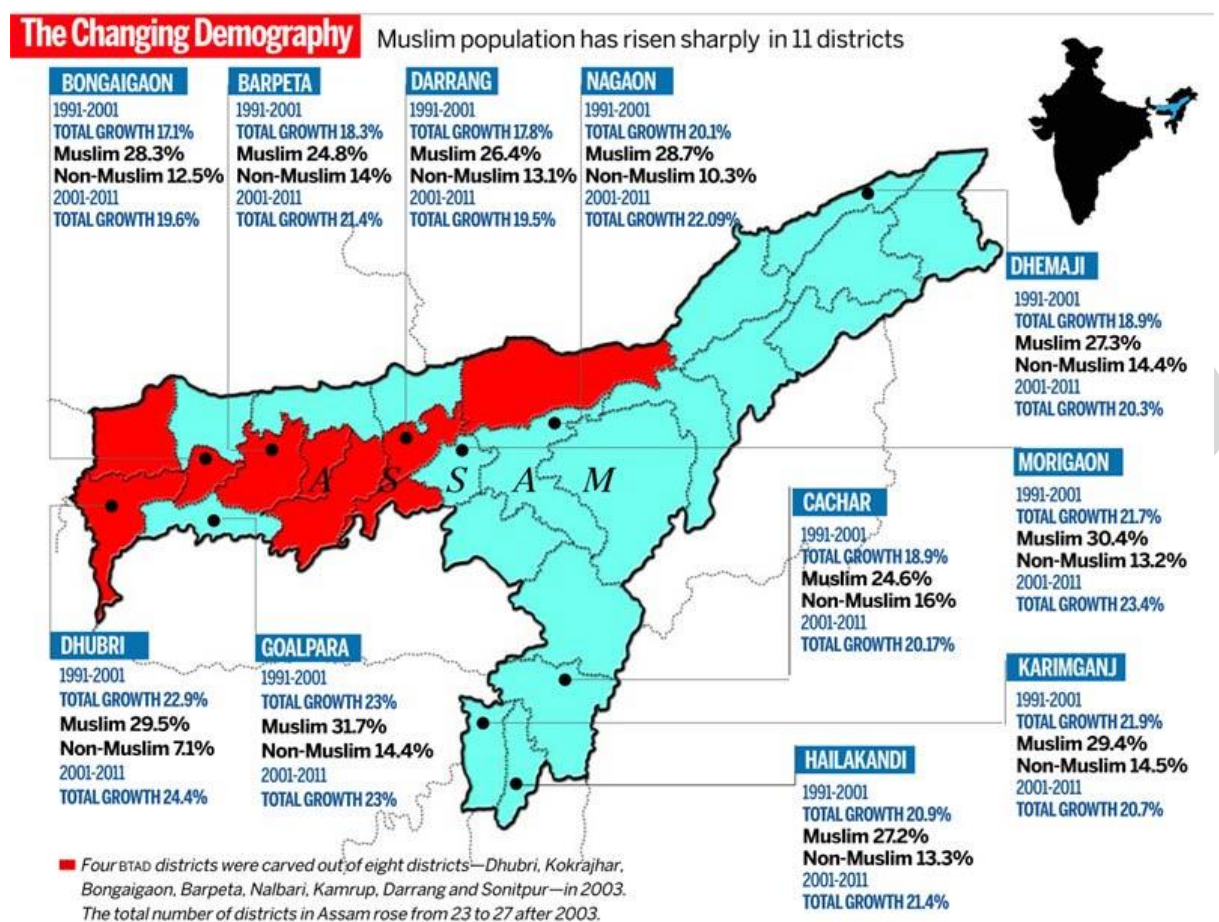 The Changing Demography
Muslim population has risen sharply in 11 districts
BONGAIGAON
1991-2001
TOTAL GROWTH 17.1%
Muslim 28.3%
Non-Muslim 12.5%
2001-2011
TOTAL GROWTH 19.6%
BARPETA
1991-2001
TOTAL GROWTH 18.3%
Muslim 24.8%
Non-Muslim 14%
2001-2011
TOTAL GROWTH 21.4%
DARRANG
1991-2001
TOTAL GROWTH 17.8%
Muslim 26.4%
Non-Muslim 13.1%
2001-2011
TOTAL GROWTH 19.5%
NAGAON
1991-2001
TOTAL GROWTH 20.1%
Muslim 28.7%
Non-Muslim 10.3%
2001-2011
TOTAL GROWTH 22.09%
DHEMAJI
1991-2001
TOTAL GROWTH 18.9%
Muslim 27.3%
Non-Muslim 14.4%
2001-2011
TOTAL GROWTH 20.3%
A S S A M
MORIGAON
1991-2001
TOTAL GROWTH 21.7%
Muslim 30.4%
Non-Muslim 13.2%
2001-2011
TOTAL GROWTH 23.4%
CACHAR
1991-2001
TOTAL GROWTH 18.9%
Muslim 24.6%
Non-Muslim 16%
2001-2011
TOTAL GROWTH 20.17%
DHUBRI
1991-2001
TOTAL GROWTH 22.9%
Muslim 29.5%
Non-Muslim 7.1%
2001-2011
TOTAL GROWTH 24.4%
GOALPARA
1991-2001
TOTAL GROWTH 23%
Muslim 31.7%
Non-Muslim 14.4%
2001-2011
TOTAL GROWTH 23%
KARIMGANJ
1991-2001
TOTAL GROWTH 21.9%
Muslim 29.4%
Non-Muslim 14.5%
2001-2011
TOTAL GROWTH 20.7%
HAILAKANDI
1991-2001
TOTAL GROWTH 20.9%
Muslim 27.2%
Non-Muslim 13.3%
2001-2011
TOTAL GROWTH 21.4%
Four BTAD districts were carved out of eight districts—Dhubri, Kokrajhar,
Bongaigaon, Barpeta, Nalbari, Kamrup, Darrang and Sonitpur—in 2003.
The total number of districts in Assam rose from 23 to 27 after 2003.